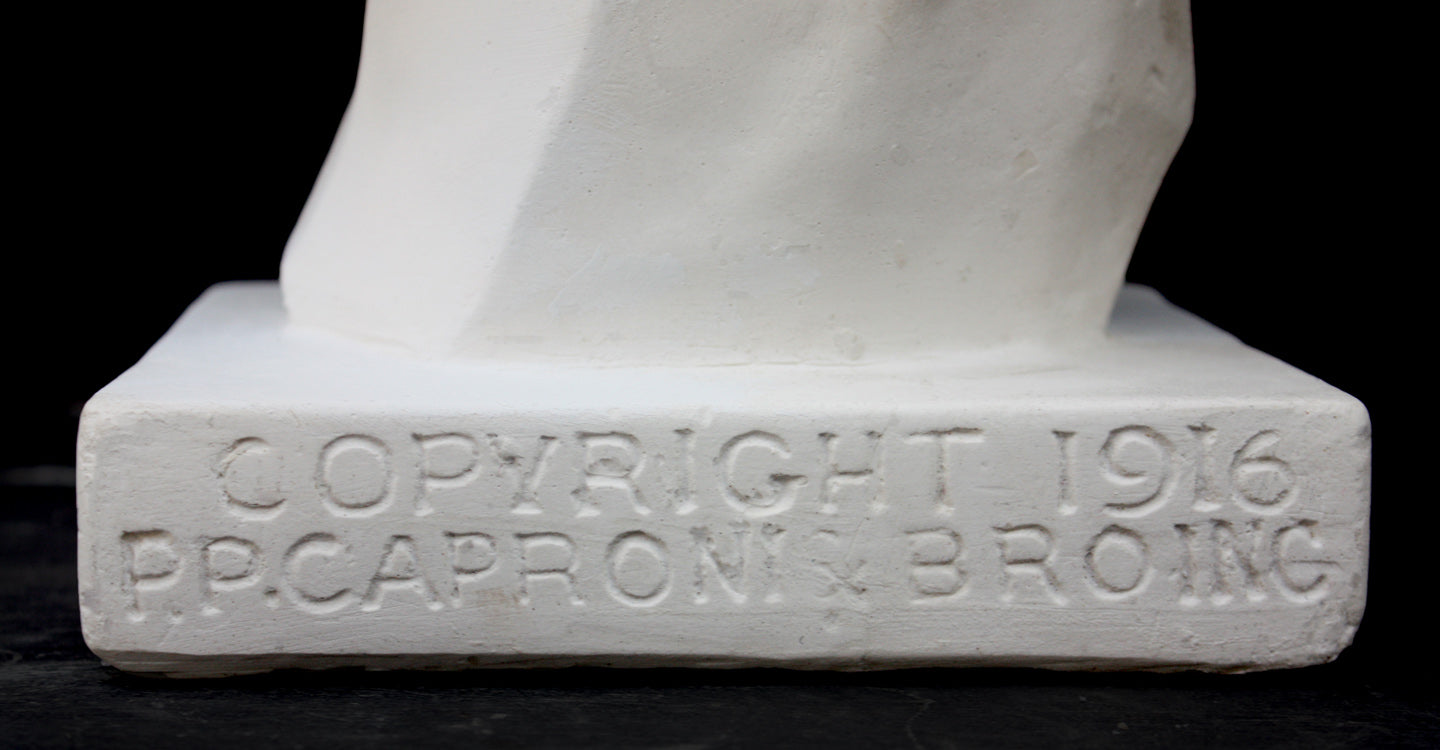 COPYRIGHT 1916
P.P.CAPRONI & BRO INC